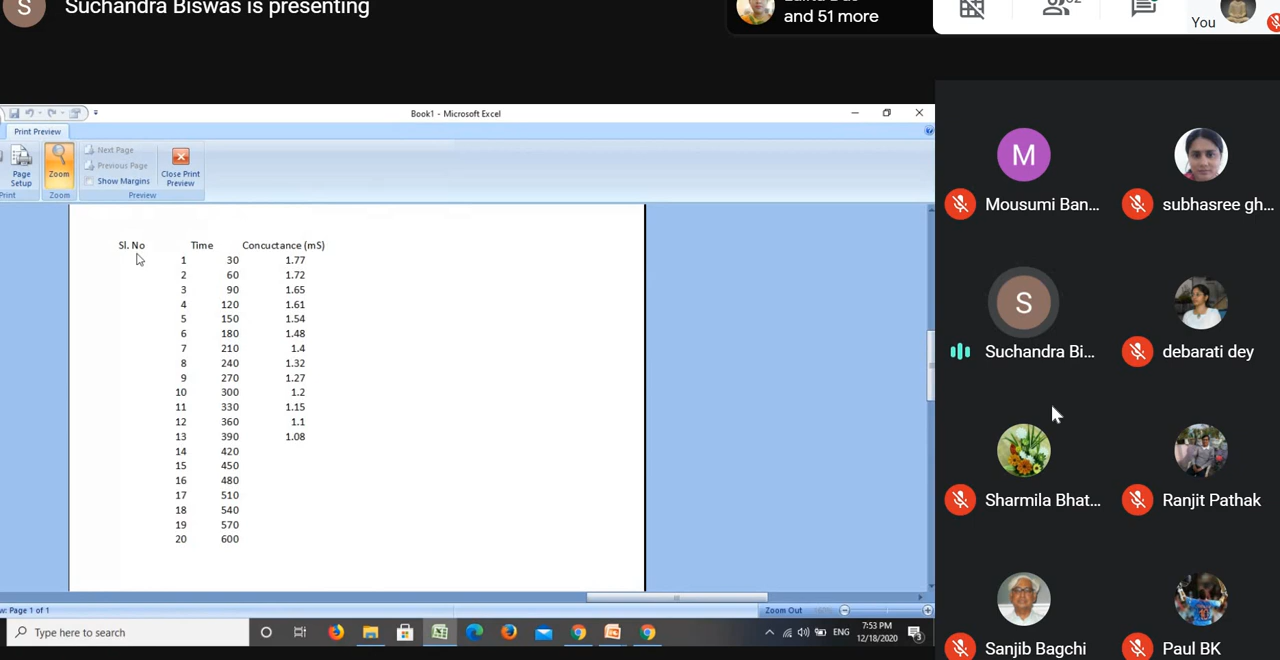 S Suchandra Biswas is presenting
and 51 more
You
Book1 - Microsoft Excel
Print Preview
Page Setup
Zoom
Next Page
Previous Page
Show Margins
Close Print Preview
Print
Zoom
Preview
Sl. No Time Concuctance (mS)
1 30 1.77
2 60 1.72
3 90 1.65
4 120 1.61
5 150 1.54
6 180 1.48
7 210 1.4
8 240 1.32
9 270 1.27
10 300 1.2
11 330 1.15
12 360 1.1
13 390 1.08
14 420
15 450
16 480
17 510
18 540
19 570
20 600
M
Mousumi Ban...
subhasree gh...
S
Suchandra Bi...
debarati dey
Sharmila Bhat...
Ranjit Pathak
Sanjib Bagchi
Paul BK
w: Page 1 of 1
Zoom Out
Type here to search
ENG
7:53 PM
12/18/2020
3